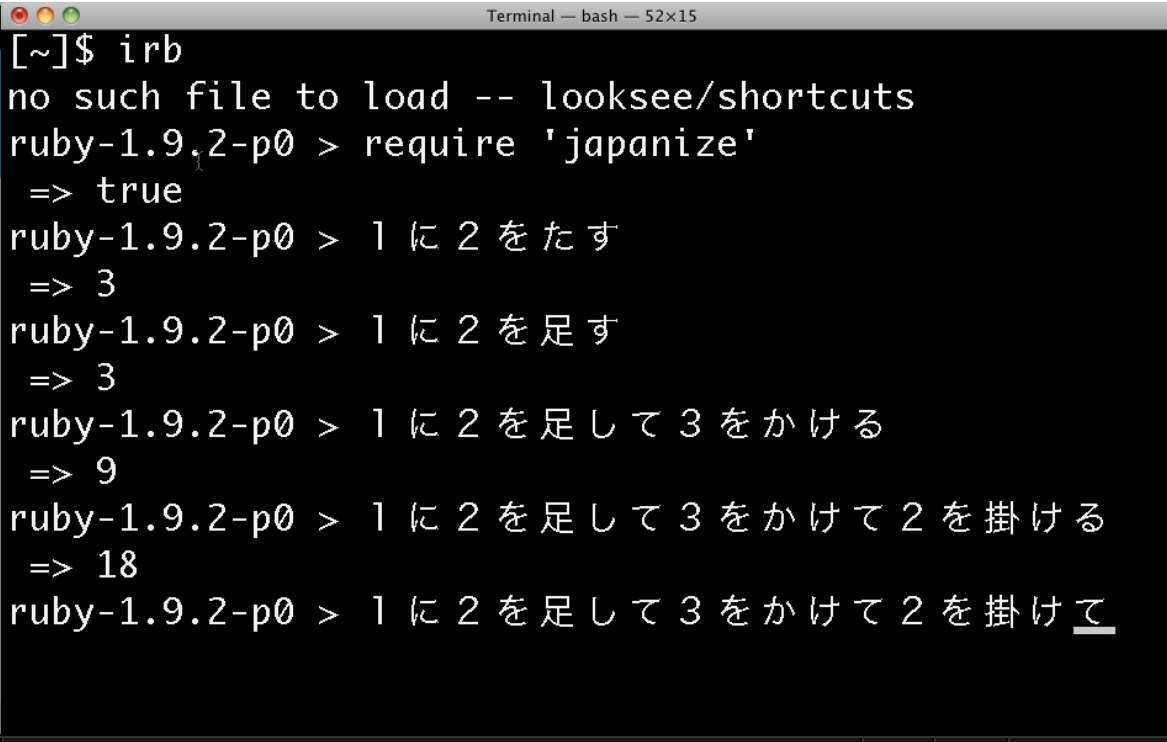 Terminal — bash — 52×15
[~]$ irb
no such file to load -- looksee/shortcuts
ruby-1.9.2-p0 > require 'japanize'
 => true
ruby-1.9.2-p0 > １に２をたす
 => 3
ruby-1.9.2-p0 > １に２を足す
 => 3
ruby-1.9.2-p0 > １に２を足して３をかける
 => 9
ruby-1.9.2-p0 > １に２を足して３をかけて２を掛ける
 => 18
ruby-1.9.2-p0 > １に２を足して３をかけて２を掛けて